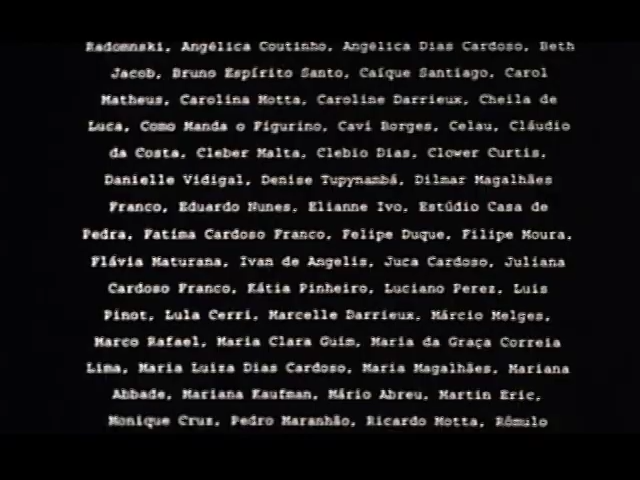 Radomnski, Angélica Coutinho, Angélica Dias Cardoso, Beth
Jacob, Bruno Espírito Santo, Caíque Santiago, Carol
Matheus, Carolina Motta, Caroline Darrieux, Cheila de
Luca, Como Manda o Figurino, Cavi Borges, Celau, Cláudio
da Costa, Cleber Malta, Clebio Dias, Clower Curtis,
Danielle Vidigal, Denise Tupynambá, Dilmar Magalhães
Franco, Eduardo Nunes, Elianne Ivo, Estúdio Casa de
Pedra, Fatima Cardoso Franco, Felipe Duque, Filipe Moura,
Flávia Maturana, Ivan de Angelis, Juca Cardoso, Juliana
Cardoso Franco, Kátia Pinheiro, Luciano Perez, Luis
Pinot, Lula Cerri, Marcelle Darrieux, Márcio Melges,
Marco Rafael, Maria Clara Guim, Maria da Graça Correia
Lima, Maria Luiza Dias Cardoso, Maria Magalhães, Mariana
Abbade, Mariana Kaufman, Mário Abreu, Martin Eric,
Monique Cruz, Pedro Maranhão, Ricardo Motta, Rômulo